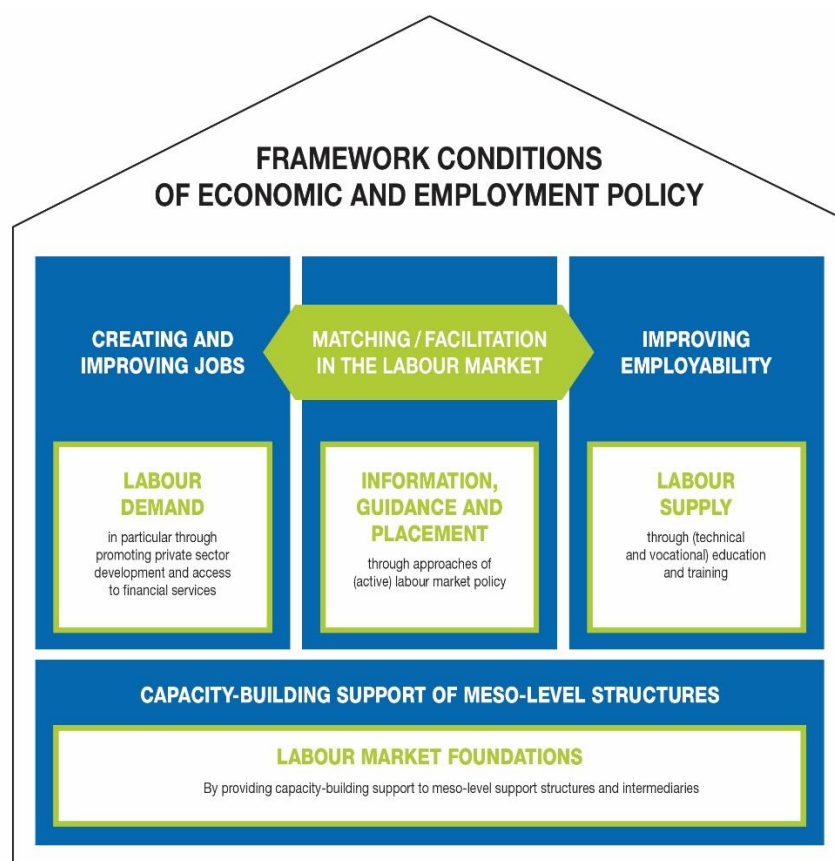 FRAMEWORK CONDITIONS
OF ECONOMIC AND EMPLOYMENT POLICY
CREATING AND
IMPROVING JOBS
MATCHING / FACILITATION
IN THE LABOUR MARKET
IMPROVING
EMPLOYABILITY
LABOUR
DEMAND
in particular through
promoting private sector
development and access
to financial services
INFORMATION,
GUIDANCE AND
PLACEMENT
through approaches of
(active) labour market policy
LABOUR
SUPPLY
through (technical
and vocational) education
and training
CAPACITY-BUILDING SUPPORT OF MESO-LEVEL STRUCTURES
LABOUR MARKET FOUNDATIONS
By providing capacity-building support to meso-level support structures and intermediaries